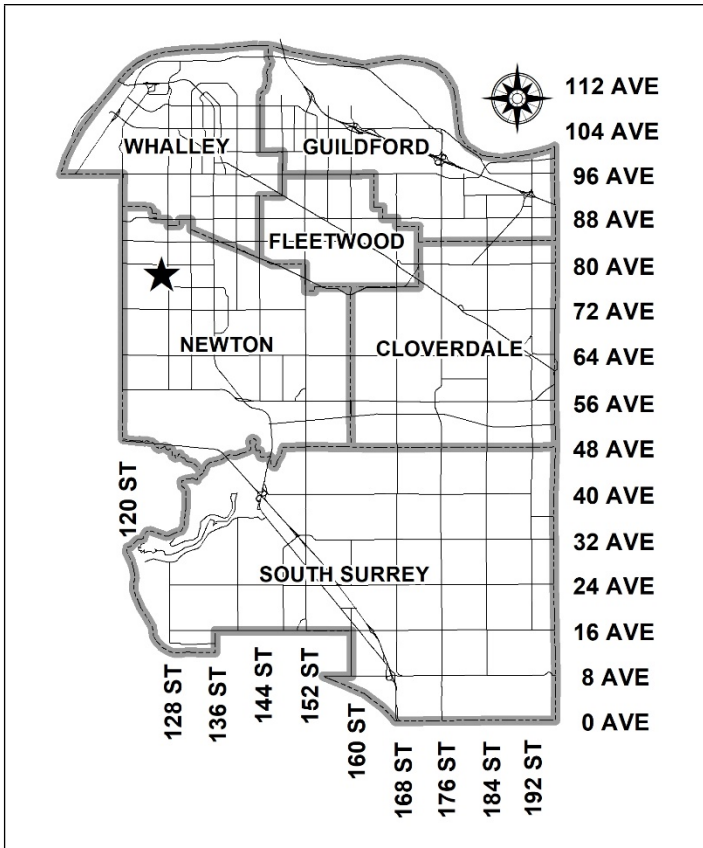 112 AVE
104 AVE
WHALLEY
GUILDFORD
96 AVE
88 AVE
FLEETWOOD
80 AVE
72 AVE
NEWTON
CLOVERDALE
64 AVE
56 AVE
48 AVE
120 ST
40 AVE
32 AVE
SOUTH SURREY
24 AVE
16 AVE
8 AVE
128 ST
136 ST
144 ST
152 ST
160 ST
0 AVE
168 ST
176 ST
184 ST
192 ST